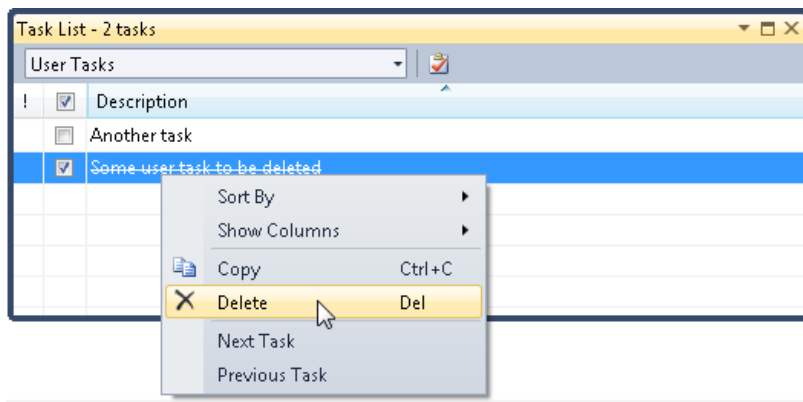 Task List - 2 tasks
User Tasks
! Description
Another task
Some user task to be deleted
Sort By
Show Columns
Copy Ctrl+C
Delete Del
Next Task
Previous Task